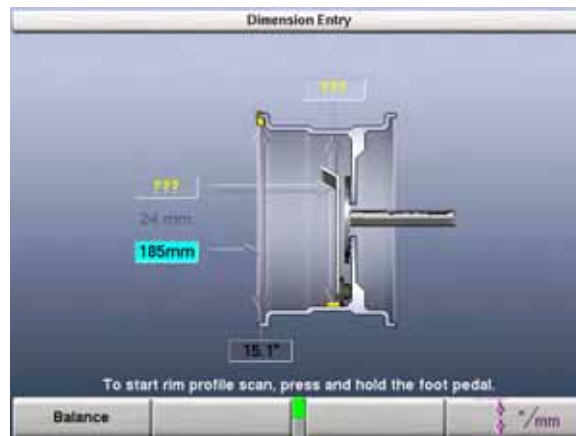 Dimension Entry
???
???
24 mm
185mm
15.1"
To start rim profile scan, press and hold the foot pedal.
Balance
"/mm